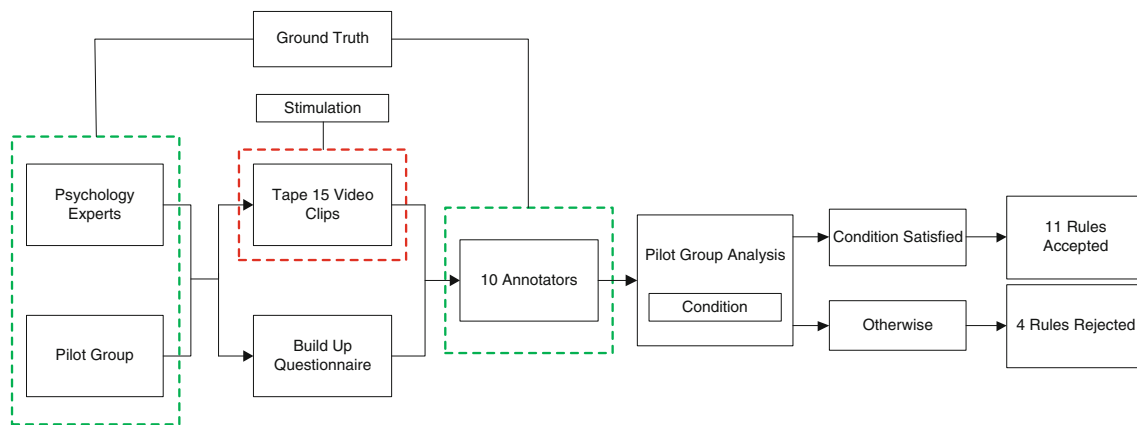 Ground Truth
Stimulation
Psychology
Experts
Tape 15 Video
Clips
Pilot Group
Build Up
Questionnaire
10 Annotators
Pilot Group Analysis
Condition
Condition Satisfied
Otherwise
11 Rules
Accepted
4 Rules Rejected